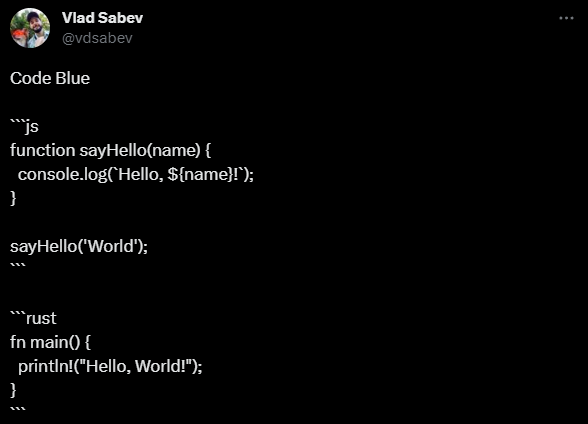 Vlad Sabev
@vdsabev
Code Blue
```js
function sayHello(name) {
  console.log(`Hello, ${name}!`);
}
sayHello('World');
```
```rust
fn main() {
  println!("Hello, World!");
}
```